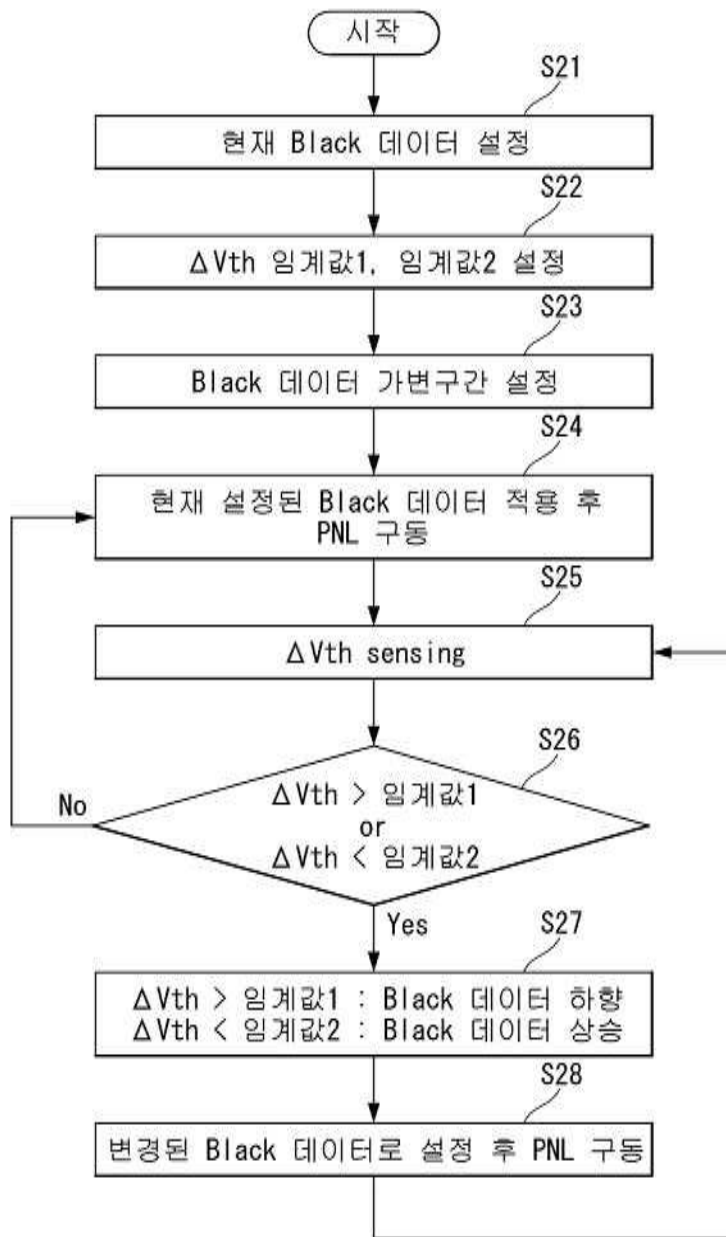 시작
S21
현재 Black 데이터 설정
S22
ΔVth 임계값1, 임계값2 설정
S23
Black 데이터 가변구간 설정
S24
현재 설정된 Black 데이터 적용 후
PNL 구동
S25
ΔVth sensing
S26
ΔVth > 임계값1
or
ΔVth < 임계값2
No
Yes
S27
ΔVth > 임계값1 : Black 데이터 하향
ΔVth < 임계값2 : Black 데이터 상승
S28
변경된 Black 데이터로 설정 후 PNL 구동